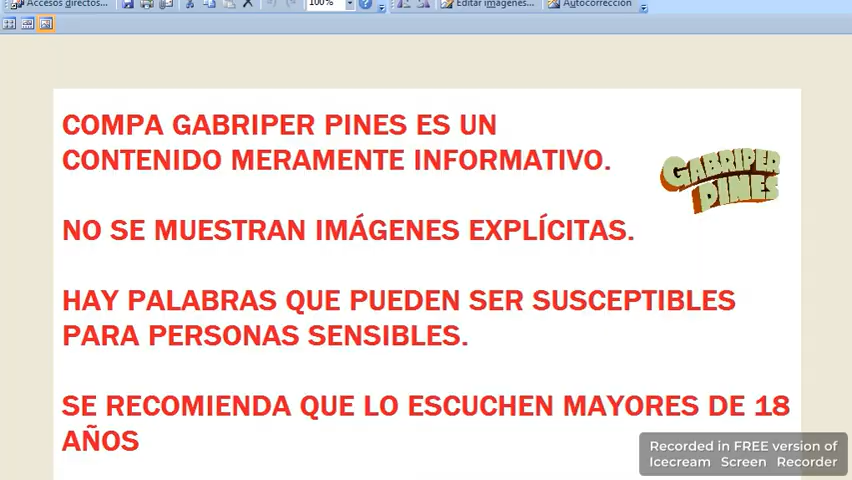 Accesos directos...
100%
Editar imágenes...
Autocorrección
COMPA GABRIPER PINES ES UN
CONTENIDO MERAMENTE INFORMATIVO.
GABRIPER
PINES
NO SE MUESTRAN IMÁGENES EXPLÍCITAS.
HAY PALABRAS QUE PUEDEN SER SUSCEPTIBLES
PARA PERSONAS SENSIBLES.
SE RECOMIENDA QUE LO ESCUCHEN MAYORES DE 18
AÑOS
Recorded in FREE version of
Icecream Screen Recorder